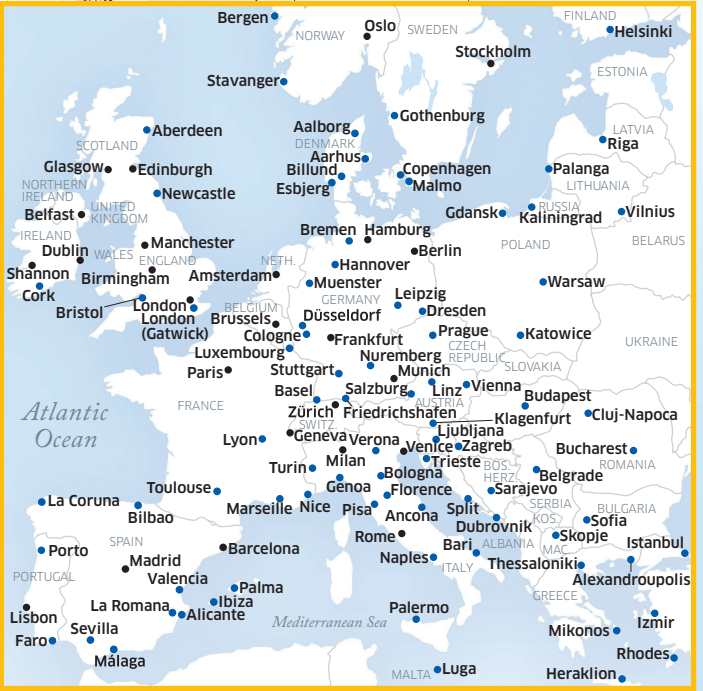 Bergen
Oslo
SWEDEN
FINLAND
NORWAY
Helsinki
Stockholm
ESTONIA
Stavanger
Gothenburg
Aberdeen
Aalborg
LATVIA
DENMARK
Riga
SCOTLAND
Aarhus
Glasgow
Edinburgh
Billund
Copenhagen
Palanga
NORTHERN
IRELAND
Newcastle
Esbjerg
Malmo
LITHUANIA
UNITED
KINGDOM
Belfast
Gdansk
RUSSIA
Kaliningrad
Vilnius
IRELAND
Bremen
Hamburg
Manchester
POLAND
BELARUS
Dublin
WALES
ENGLAND
NETH.
Berlin
Shannon
Birmingham
Amsterdam
Hannover
Cork
Muenster
Warsaw
Bristol
London
BELGIUM
GERMANY
Leipzig
London
(Gatwick)
Brussels
Düsseldorf
Dresden
Cologne
Frankfurt
Prague
Katowice
CZECH
REPUBLIC
UKRAINE
Luxembourg
Nuremberg
Paris
Stuttgart
Munich
SLOVAKIA
Basel
Salzburg
Linz
Vienna
AUSTRIA
Budapest
FRANCE
Zürich
Friedrichshafen
Atlantic
Ocean
Klagenfurt
Cluj-Napoca
SWITZ.
Ljubljana
Lyon
Geneva
Verona
Venice
Zagreb
Bucharest
Milan
Trieste
ROMANIA
Turin
Bologna
BOS.
HERZ.
Belgrade
Toulouse
Genoa
Florence
Sarajevo
La Coruna
Marseille
Nice
Pisa
Ancona
Split
SERBIA
BULGARIA
Bilbao
KOS.
Sofia
Dubrovnik
Rome
Skopje
Istanbul
SPAIN
Porto
Barcelona
Bari
ALBANIA
MAC.
Madrid
Naples
ITALY
Thessaloniki
PORTUGAL
Valencia
Alexandroupolis
Palma
GREECE
La Romana
Ibiza
Lisbon
Alicante
Palermo
Mediterranean Sea
Izmir
Sevilla
Mikonos
Faro
Málaga
Rhodes
MALTA
Luga
Heraklion